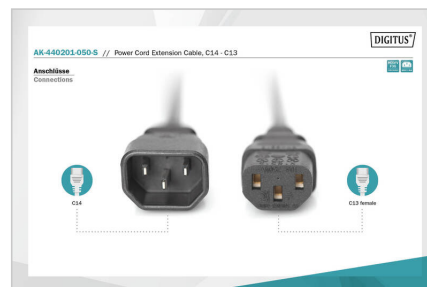 DIGITUS®
AK-440201-050-S // Power Cord Extension Cable, C14 - C13
Anschlüsse
Connections
C14
C13 female